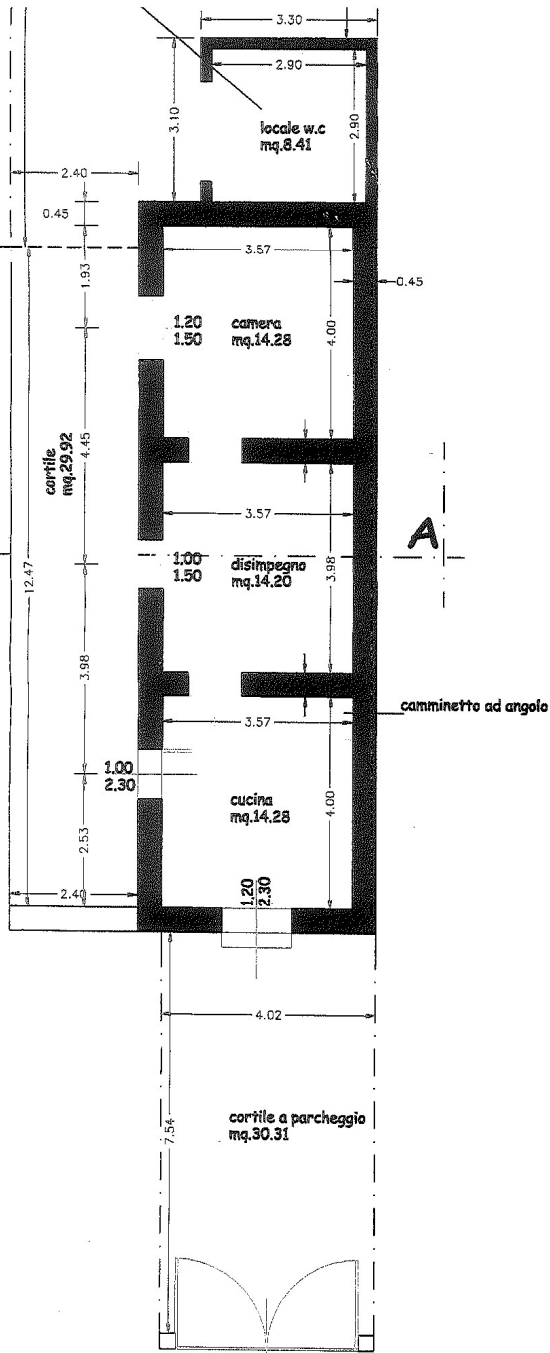 3.30
2.90
3.10
2.90
locale w.c
mq.8.41
2.40
0.45
3.57
1.93
0.45
1.20
1.50
camera
mq.14.28
4.00
4.45
cortile
mq.29.92
3.57
A
1.00
1.50
disimpegno
mq.14.20
3.98
12.47
3.98
camminetto ad angolo
3.57
1.00
2.30
cucina
mq.14.28
4.00
2.53
2.40
1.20
2.30
4.02
cortile a parcheggio
mq.30.31
7.54